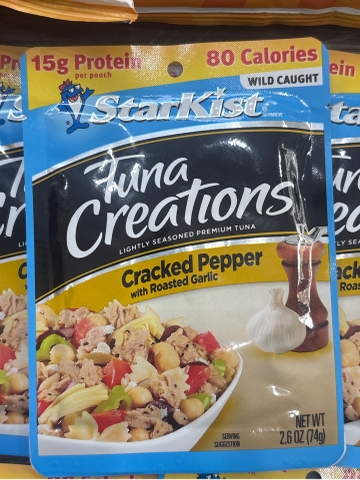 15g Protein
per pouch
80 Calories
WILD CAUGHT
StarKist
Tuna
Creations
LIGHTLY SEASONED PREMIUM TUNA
Cracked Pepper
with Roasted Garlic
SERVING
SUGGESTION
NET WT
2.6 OZ (74g)